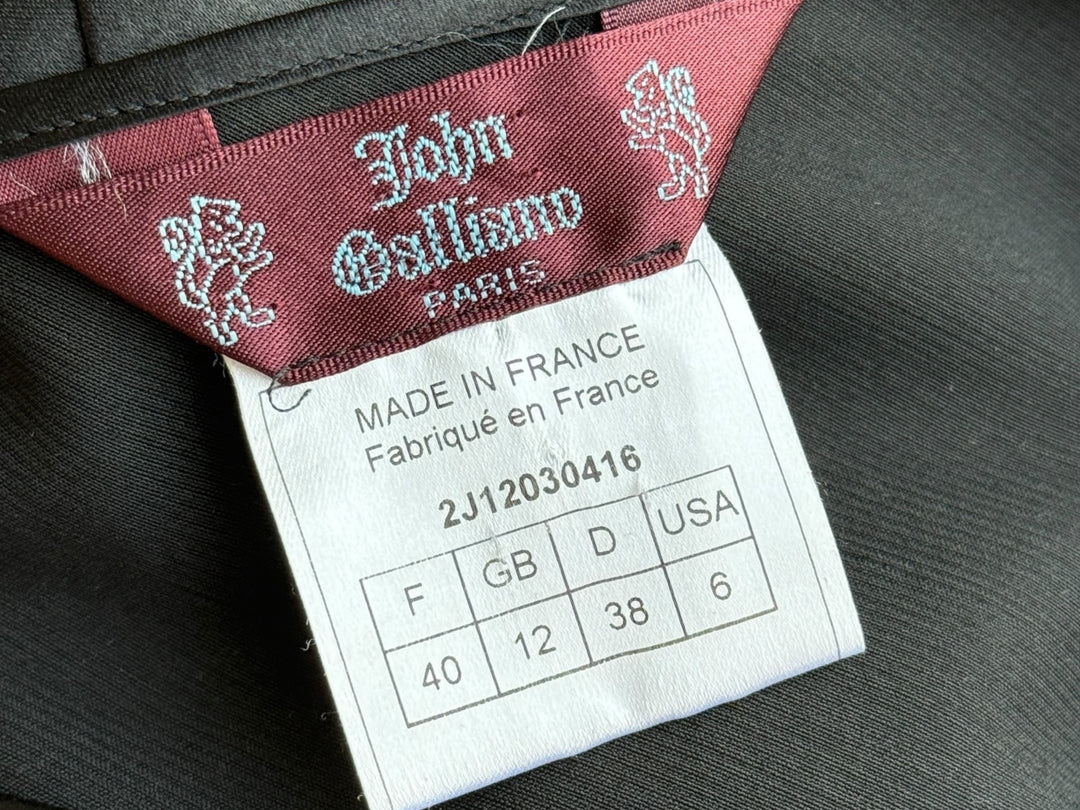 John
Galliano
PARIS
MADE IN FRANCE
Fabriqué en France
2J12030416
F GB D USA
40 12 38 6